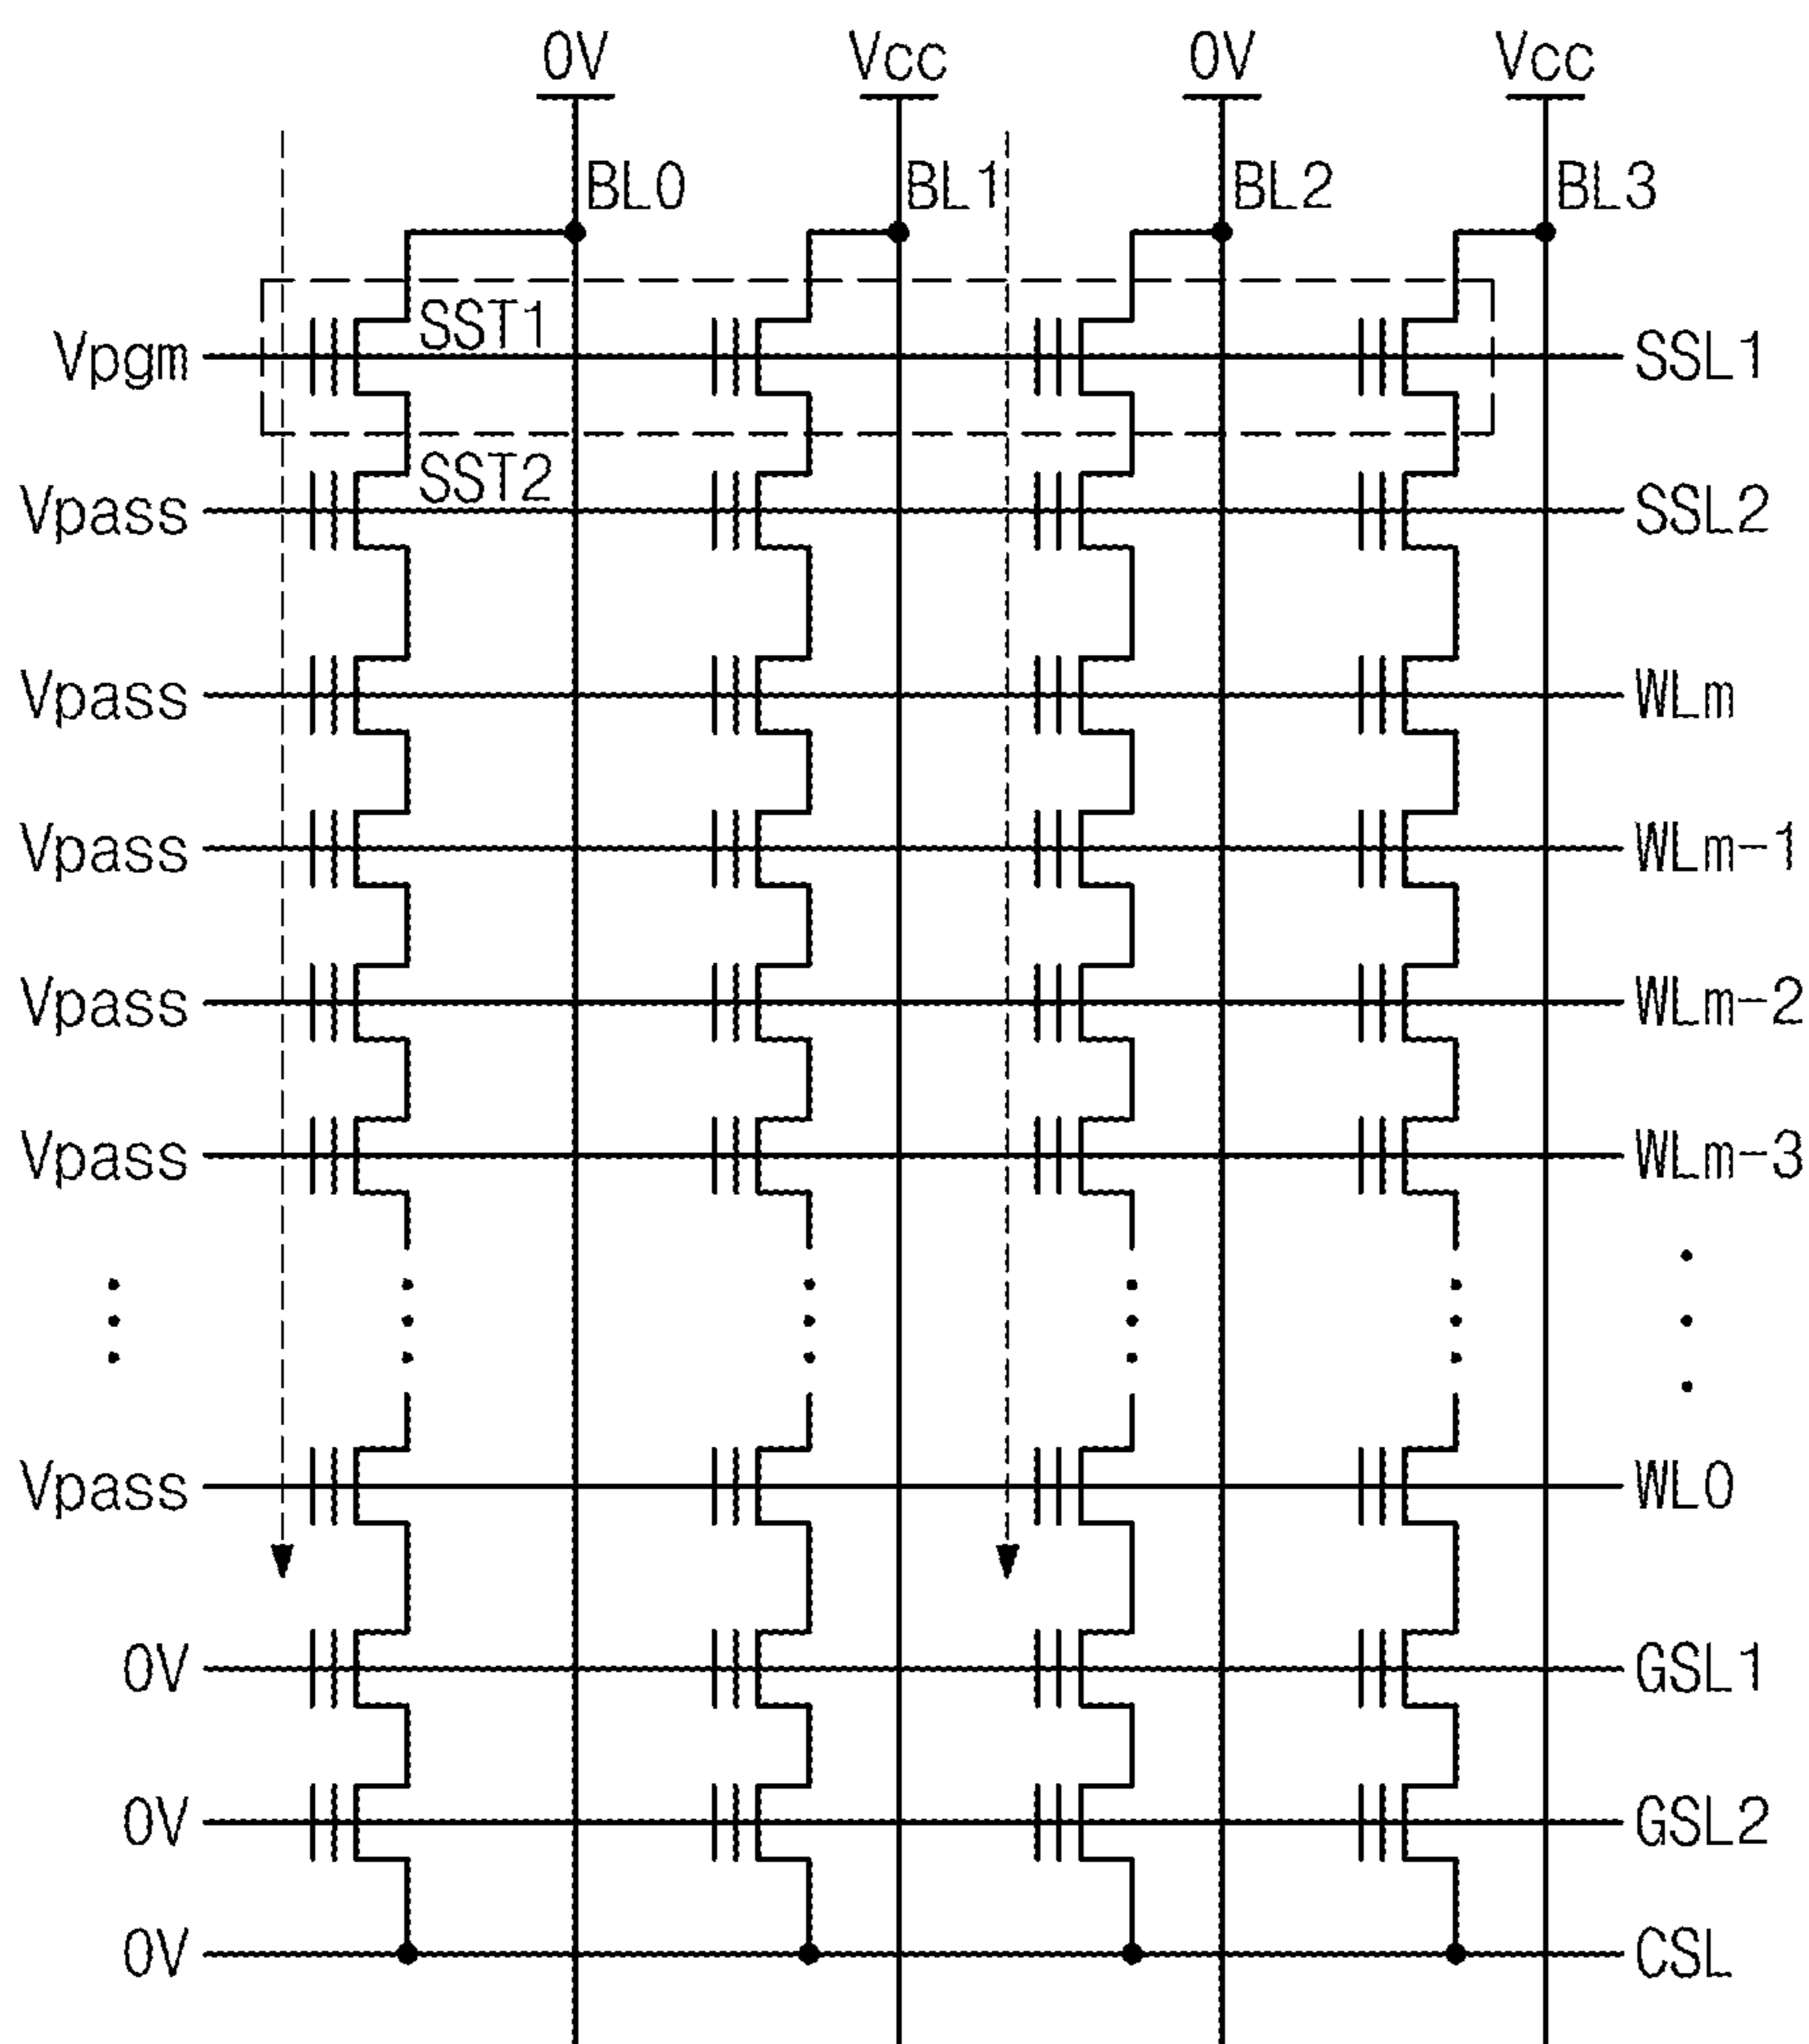 0V Vcc 0V Vcc
BL0 BL1 BL2 BL3
SST1
Vpgm SSL1
SST2
Vpass SSL2
Vpass WLm
Vpass WLm-1
Vpass WLm-2
Vpass WLm-3
Vpass WL0
0V GSL1
0V GSL2
0V CSL